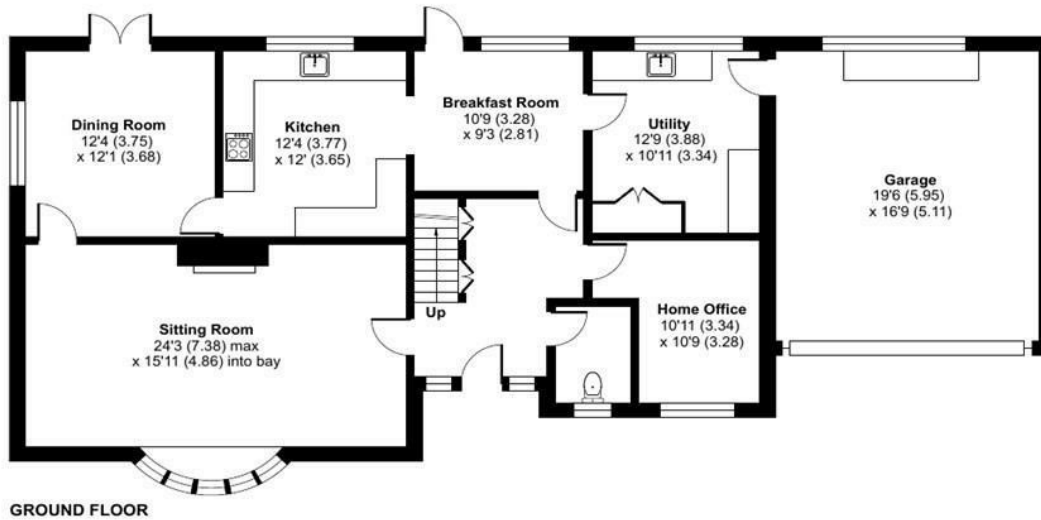 Dining Room
12'4 (3.75)
x 12'1 (3.68)
Kitchen
12'4 (3.77)
x 12' (3.65)
Breakfast Room
10'9 (3.28)
x 9'3 (2.81)
Utility
12'9 (3.88)
x 10'11 (3.34)
Garage
19'6 (5.95)
x 16'9 (5.11)
Sitting Room
24'3 (7.38) max
x 15'11 (4.86) into bay
Up
Home Office
10'11 (3.34)
x 10'9 (3.28)
GROUND FLOOR